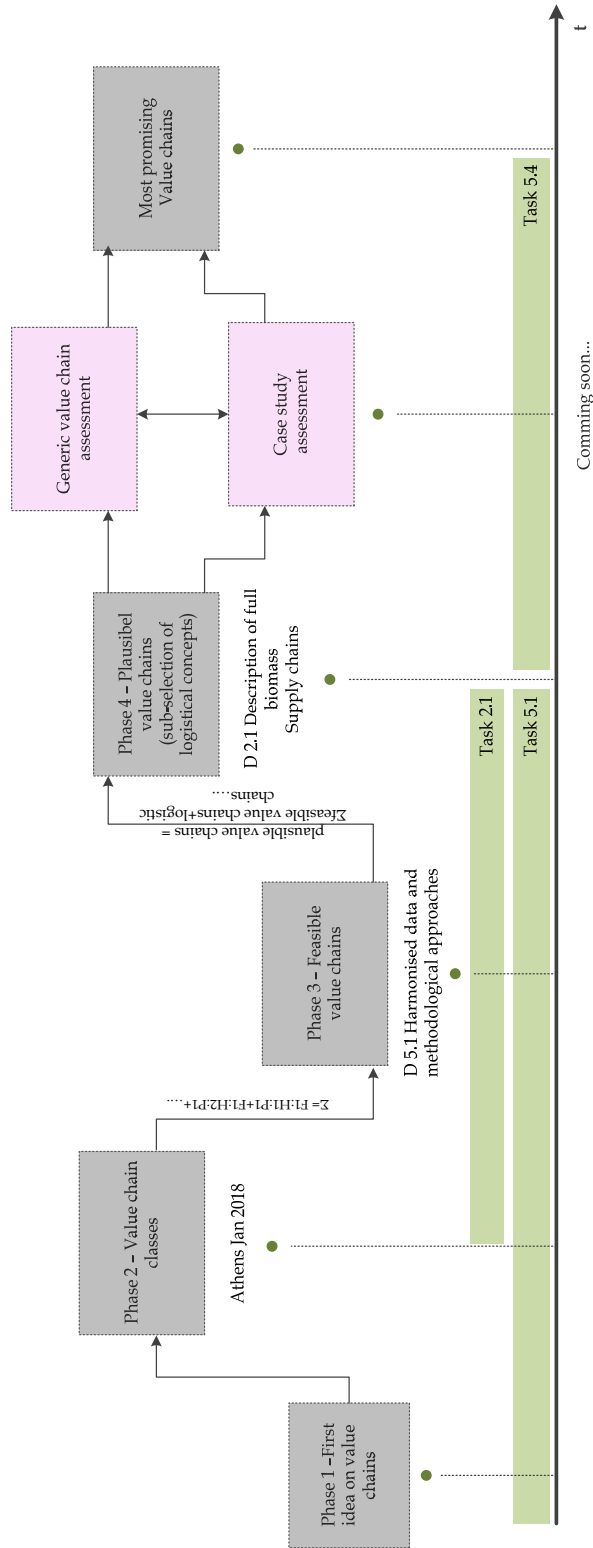 Phase 1 –First
idea on value
chains
Phase 2 – Value chain
classes
Athens Jan 2018
Σ= F1:H1:P1+F1:H2:P1+….
Phase 3 – Feasible
value chains
D 5.1 Harmonised data and
methodological approaches
plausible value chains =
Σfeasible value chains+logistic
chains….
Phase 4 – Plausibel
value chains
(sub-selection of
logistical concepts)
D 2.1 Description of full
biomass
Supply chains
Generic value chain
assessment
Case study
assessment
Most promising
Value chains
Task 2.1
Task 5.1
Task 5.4
Comming soon...
t